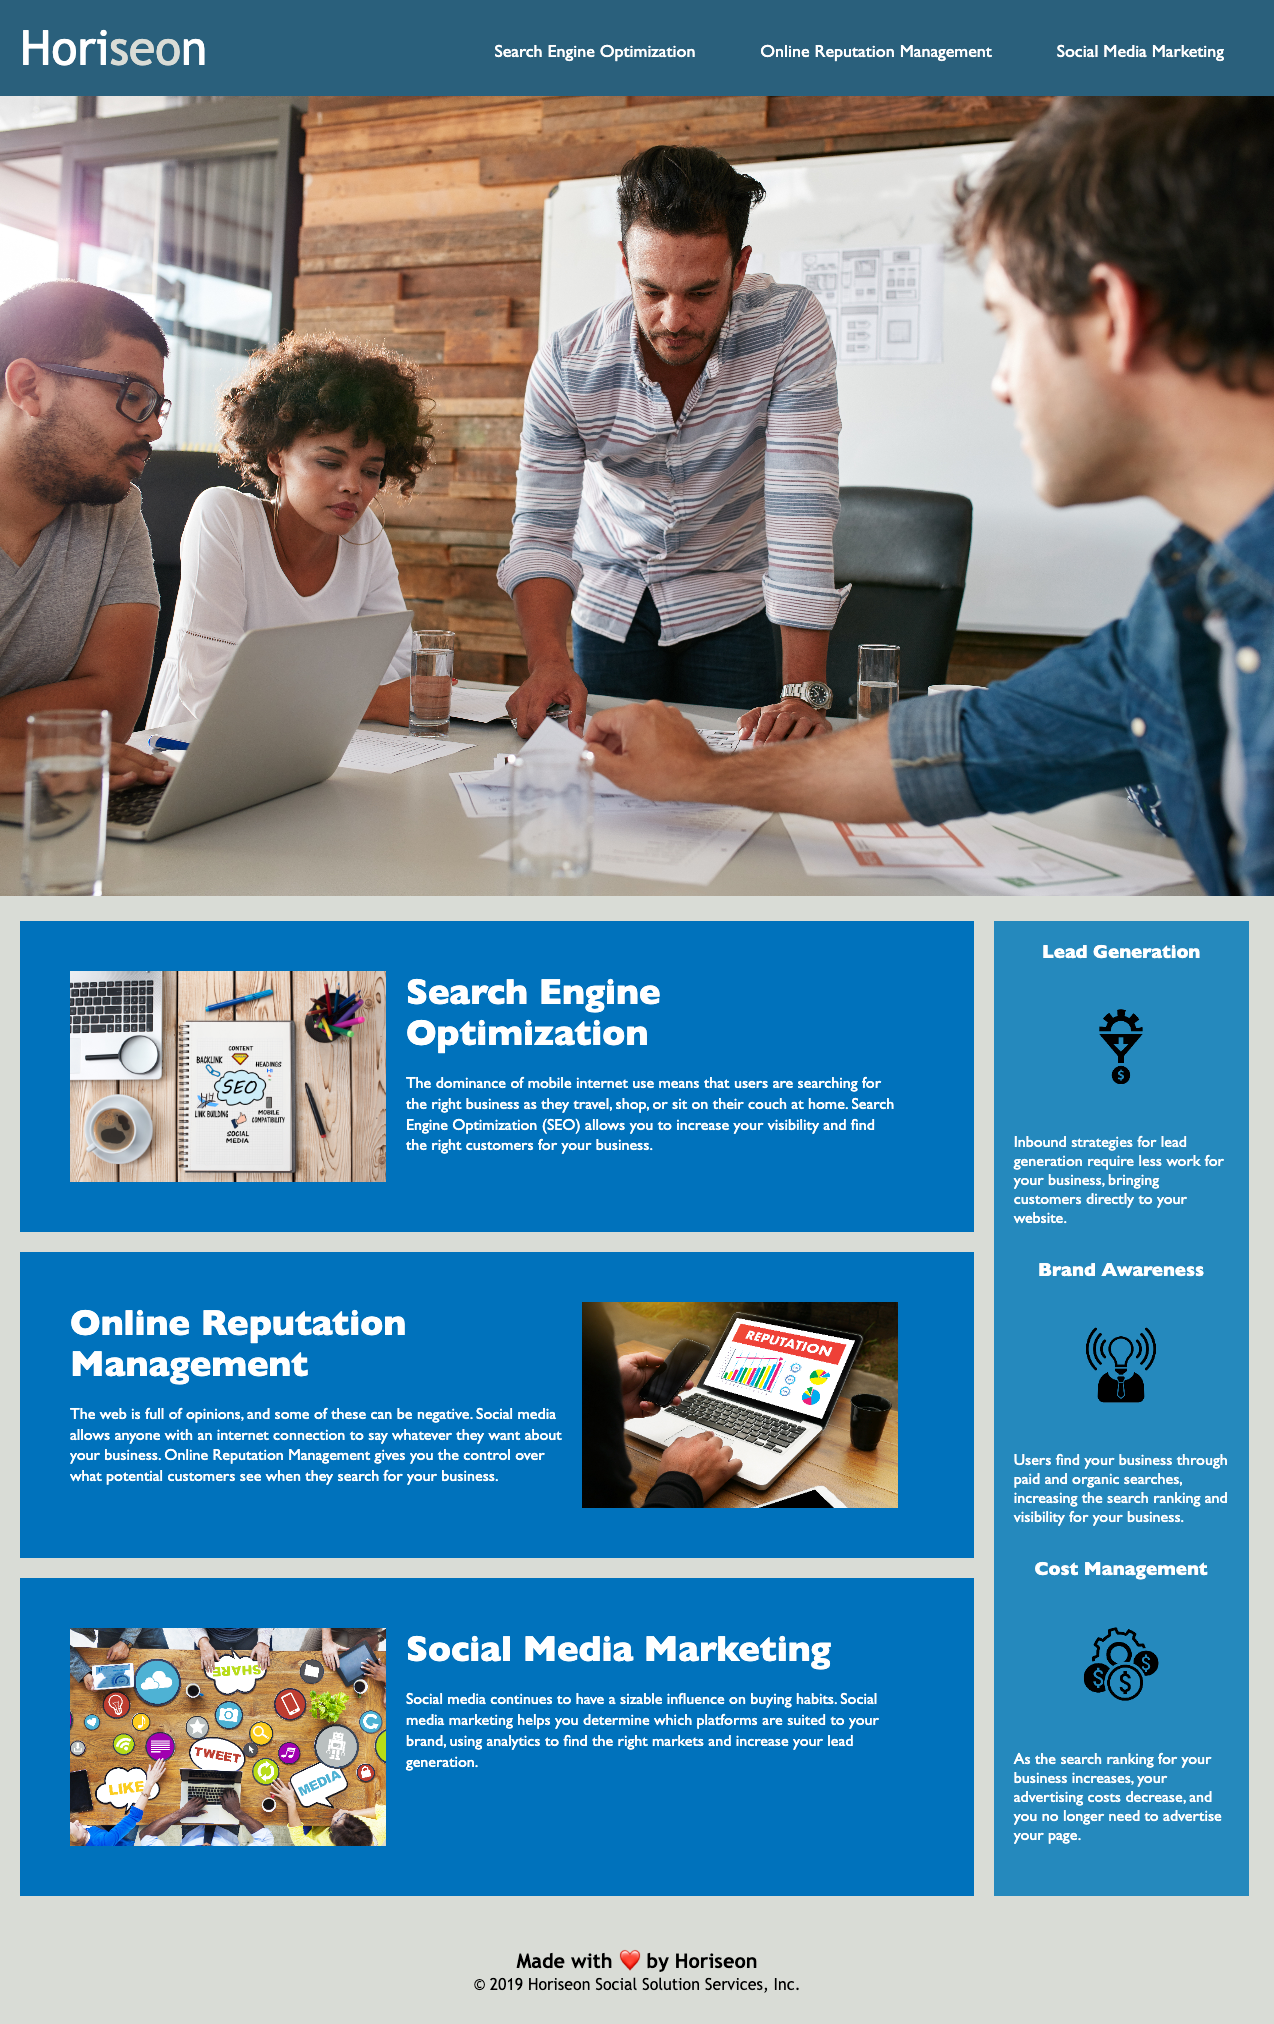 Horiseon
Search Engine Optimization
Online Reputation Management
Social Media Marketing
Search Engine
Optimization
The dominance of mobile internet use means that users are searching for
the right business as they travel, shop, or sit on their couch at home. Search
Engine Optimization (SEO) allows you to increase your visibility and find
the right customers for your business.
CONTENT
BACKLINK
HEADINGS
SEO
LINK BUILDING
MOBILE
COMPATIBILITY
SOCIAL
MEDIA
Online Reputation
Management
The web is full of opinions, and some of these can be negative. Social media
allows anyone with an internet connection to say whatever they want about
your business. Online Reputation Management gives you the control over
what potential customers see when they search for your business.
REPUTATION
Social Media Marketing
Social media continues to have a sizable influence on buying habits. Social
media marketing helps you determine which platforms are suited to your
brand, using analytics to find the right markets and increase your lead
generation.
SHARE
TWEET
LIKE
MEDIA
Lead Generation
$
Inbound strategies for lead
generation require less work for
your business, bringing
customers directly to your
website.
Brand Awareness
Users find your business through
paid and organic searches,
increasing the search ranking and
visibility for your business.
Cost Management
$ $ $
As the search ranking for your
business increases, your
advertising costs decrease, and
you no longer need to advertise
your page.
Made with ❤️ by Horiseon
© 2019 Horiseon Social Solution Services, Inc.